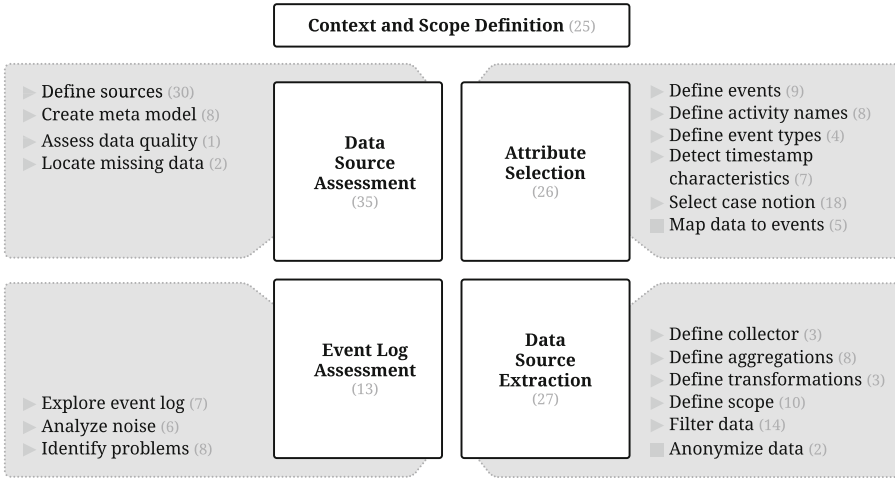 Context and Scope Definition (25)
Define sources (30)
Create meta model (8)
Assess data quality (1)
Locate missing data (2)
Data
Source
Assessment
(35)
Attribute
Selection
(26)
Define events (9)
Define activity names (8)
Define event types (4)
Detect timestamp
characteristics (7)
Select case notion (18)
Map data to events (5)
Explore event log (7)
Analyze noise (6)
Identify problems (8)
Event Log
Assessment
(13)
Data
Source
Extraction
(27)
Define collector (3)
Define aggregations (8)
Define transformations (3)
Define scope (10)
Filter data (14)
Anonymize data (2)